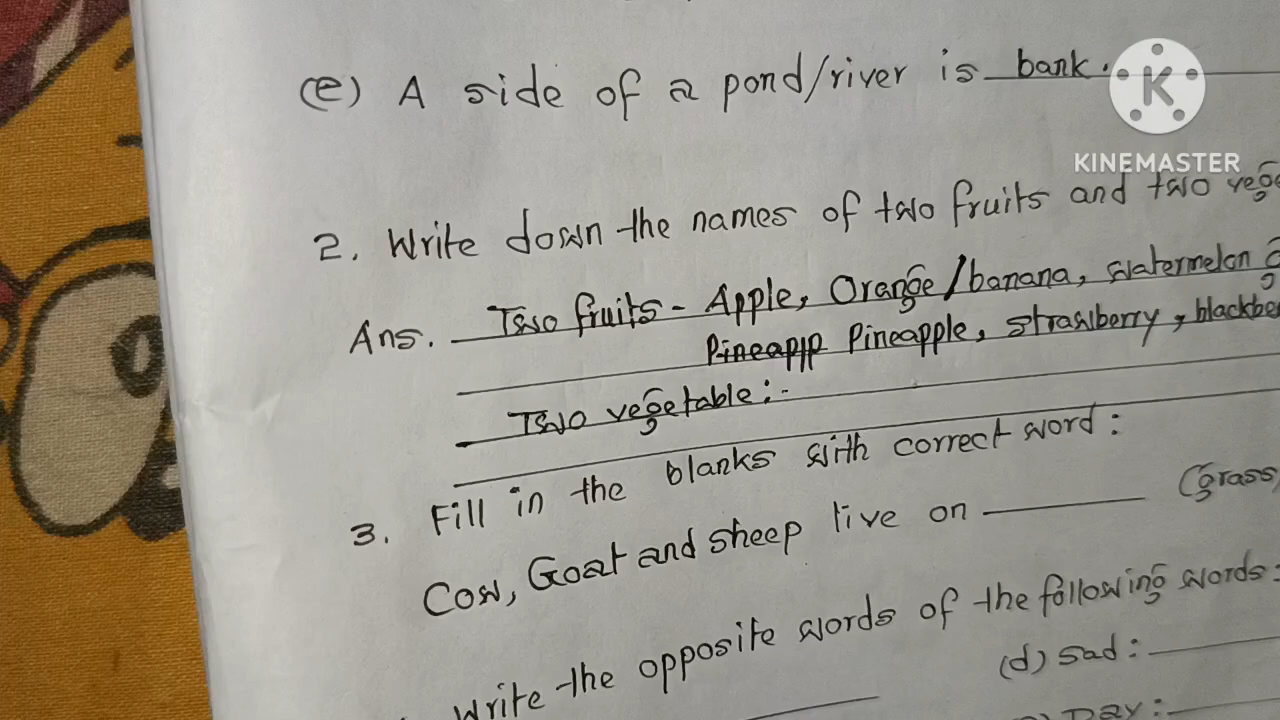 (e) A side of a pond/river is bank.
K
KINEMASTER
2. Write down the names of two fruits and two
Ans. Two fruits - Apple, Orange/banana, watermelon
Pineapple, strawberry,
Two vegetable:-
3. Fill in the blanks with correct word:
Cow, Goat and sheep live on ______ (grass,
Write the opposite words of the following words:
(d) sad:
Day: